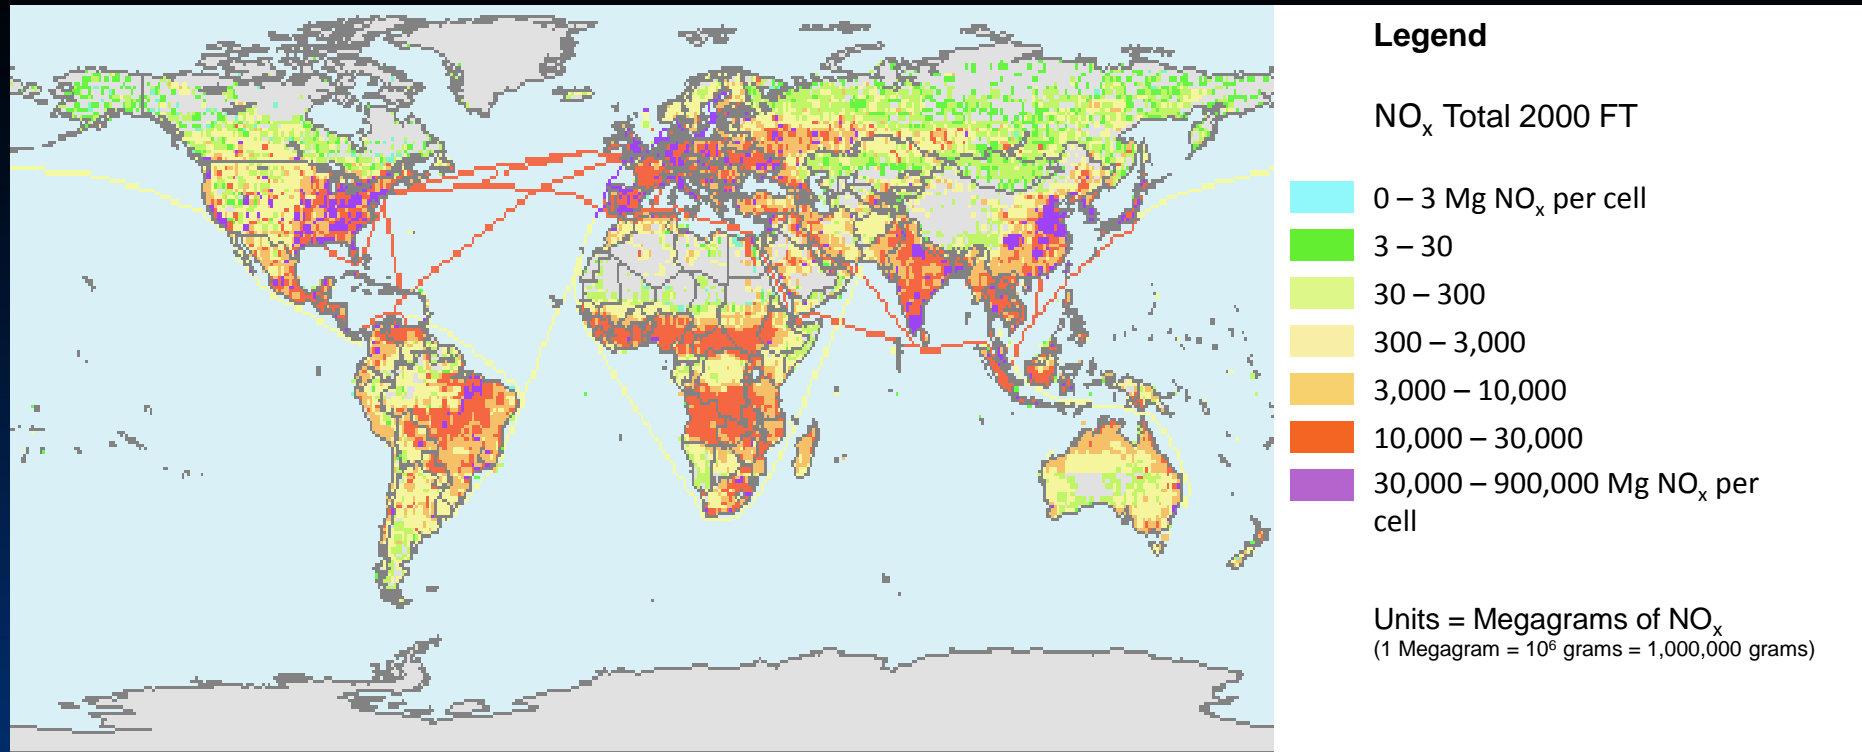 Legend
NOₓ Total 2000 FT
0 – 3 Mg NOₓ per cell
3 – 30
30 – 300
300 – 3,000
3,000 – 10,000
10,000 – 30,000
30,000 – 900,000 Mg NOₓ per
cell
Units = Megagrams of NOₓ
(1 Megagram = 10⁶ grams = 1,000,000 grams)